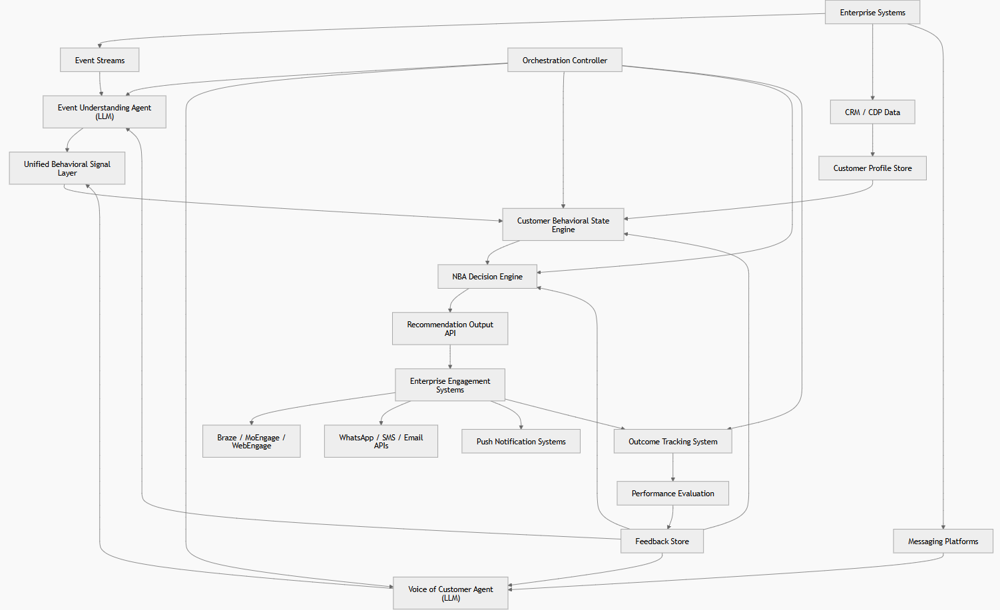 Enterprise Systems
Event Streams
Orchestration Controller
Event Understanding Agent
(LLM)
CRM / CDP Data
Unified Behavioral Signal
Layer
Customer Profile Store
Customer Behavioral State
Engine
NBA Decision Engine
Recommendation Output
API
Enterprise Engagement
Systems
Braze / MoEngage /
WebEngage
WhatsApp / SMS / Email
APIs
Push Notification Systems
Outcome Tracking System
Performance Evaluation
Feedback Store
Messaging Platforms
Voice of Customer Agent
(LLM)